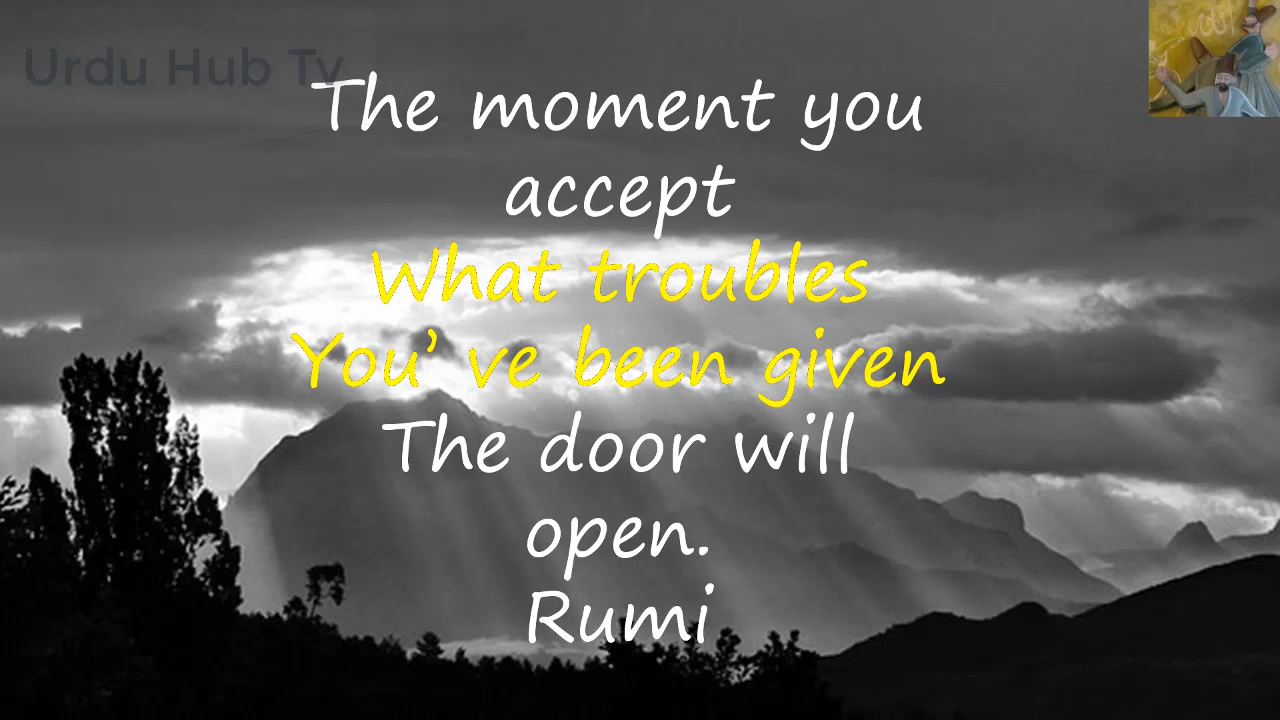 Urdu Hub Tv
The moment you
accept
What troubles
You’ ve been given
The door will
open.
Rumi